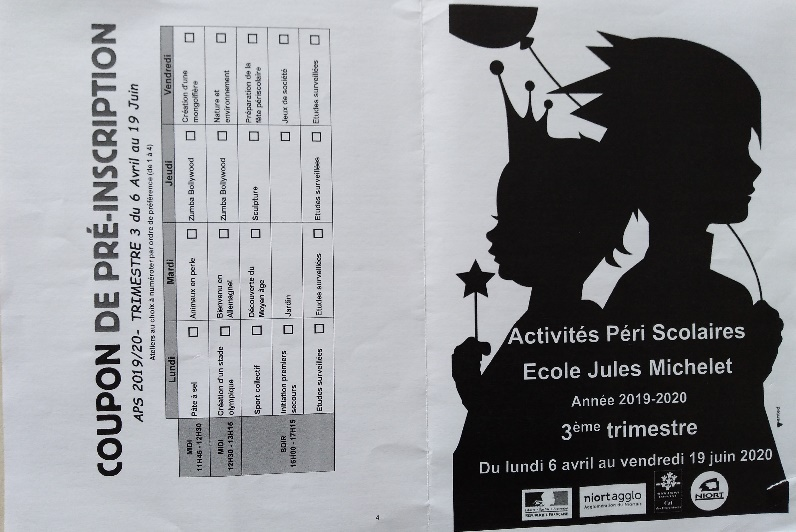 COUPON DE PRÉ-INSCRIPTION
APS 2019/20- TRIMESTRE 3 du 6 Avril au 19 Juin
Ateliers au choix à numéroter par ordre de préférence (de 1 à 4)
Lundi Mardi Jeudi Vendredi
MIDI
11H45 - 12H30
Pâte à sel
Animaux en perle
Zumba Bollywood
Création d'une
mongolfière
MIDI
12H30 - 13H15
Création d'un stade
olympique
Bienvenu en
Allemagne!
Zumba Bollywood
Nature et
environnement
SOIR
16H00 - 17H15
Sport collectif
Découverte du
Moyen âge
Sculpture
Préparation de la
fête périscolaire
Initiation premiers
secours
Jardin
Jeux de société
Etudes surveillées
Etudes surveillées
Etudes surveillées
Etudes surveillées
4
Activités Péri Scolaires
Ecole Jules Michelet
Année 2019-2020
3ème trimestre
Du lundi 6 avril au vendredi 19 juin 2020
RÉPUBLIQUE FRANÇAISE
niortagglo
Agglomération du Niortais
Caf
NIORT